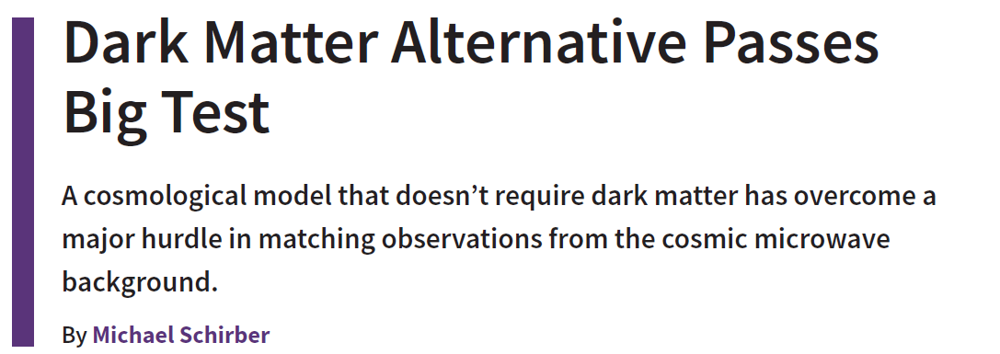 Dark Matter Alternative Passes
Big Test
A cosmological model that doesn’t require dark matter has overcome a
major hurdle in matching observations from the cosmic microwave
background.
By Michael Schirber